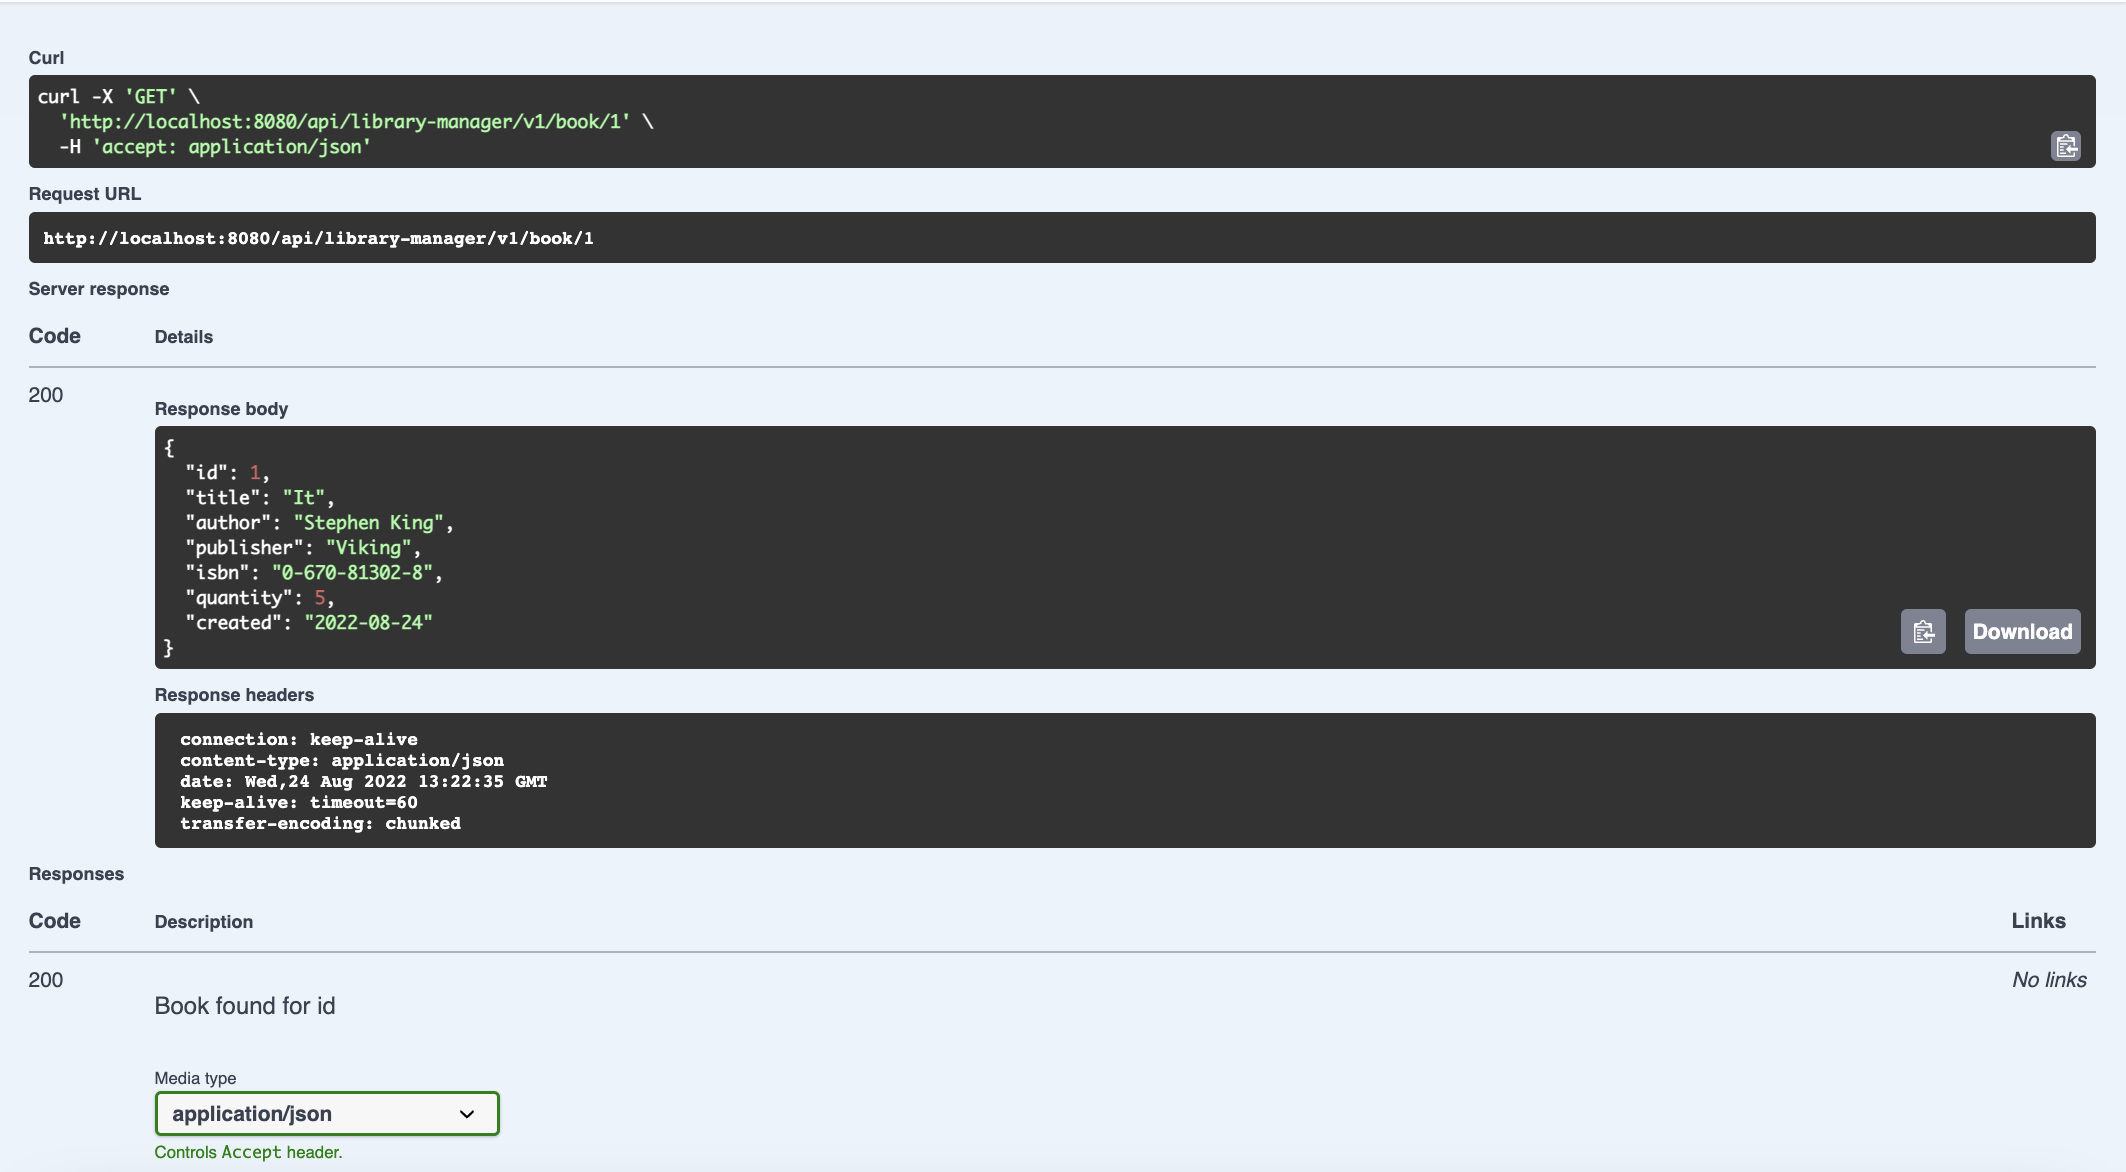 Curl
curl -X 'GET' \
  'http://localhost:8080/api/library-manager/v1/book/1' \
  -H 'accept: application/json'
Request URL
http://localhost:8080/api/library-manager/v1/book/1
Server response
Code Details
200
Response body
{
  "id": 1,
  "title": "It",
  "author": "Stephen King",
  "publisher": "Viking",
  "isbn": "0-670-81302-8",
  "quantity": 5,
  "created": "2022-08-24"
}
Download
Response headers
connection: keep-alive
content-type: application/json
date: Wed,24 Aug 2022 13:22:35 GMT
keep-alive: timeout=60
transfer-encoding: chunked
Responses
Code Description Links
200 No links
Book found for id
Media type
application/json
Controls Accept header.